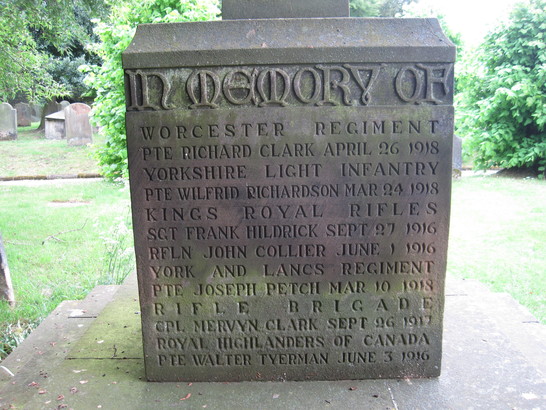 IN MEMORY OF
WORCESTER REGIMENT
PTE RICHARD CLARK APRIL 26 1918
YORKSHIRE LIGHT INFANTRY
PTE WILFRID RICHARDSON MAR 24 1918
KINGS ROYAL RIFLES
SGT FRANK HILDRICK SEPT 27 1916
RFLN JOHN COLLIER JUNE 1 1916
YORK AND LANCS REGIMENT
PTE JOSEPH PETCH MAR 10 1918
RIFLE BRIGADE
CPL MERVYN CLARK SEPT 26 1917
ROYAL HIGHLANDERS OF CANADA
PTE WALTER TYERMAN JUNE 3 1916